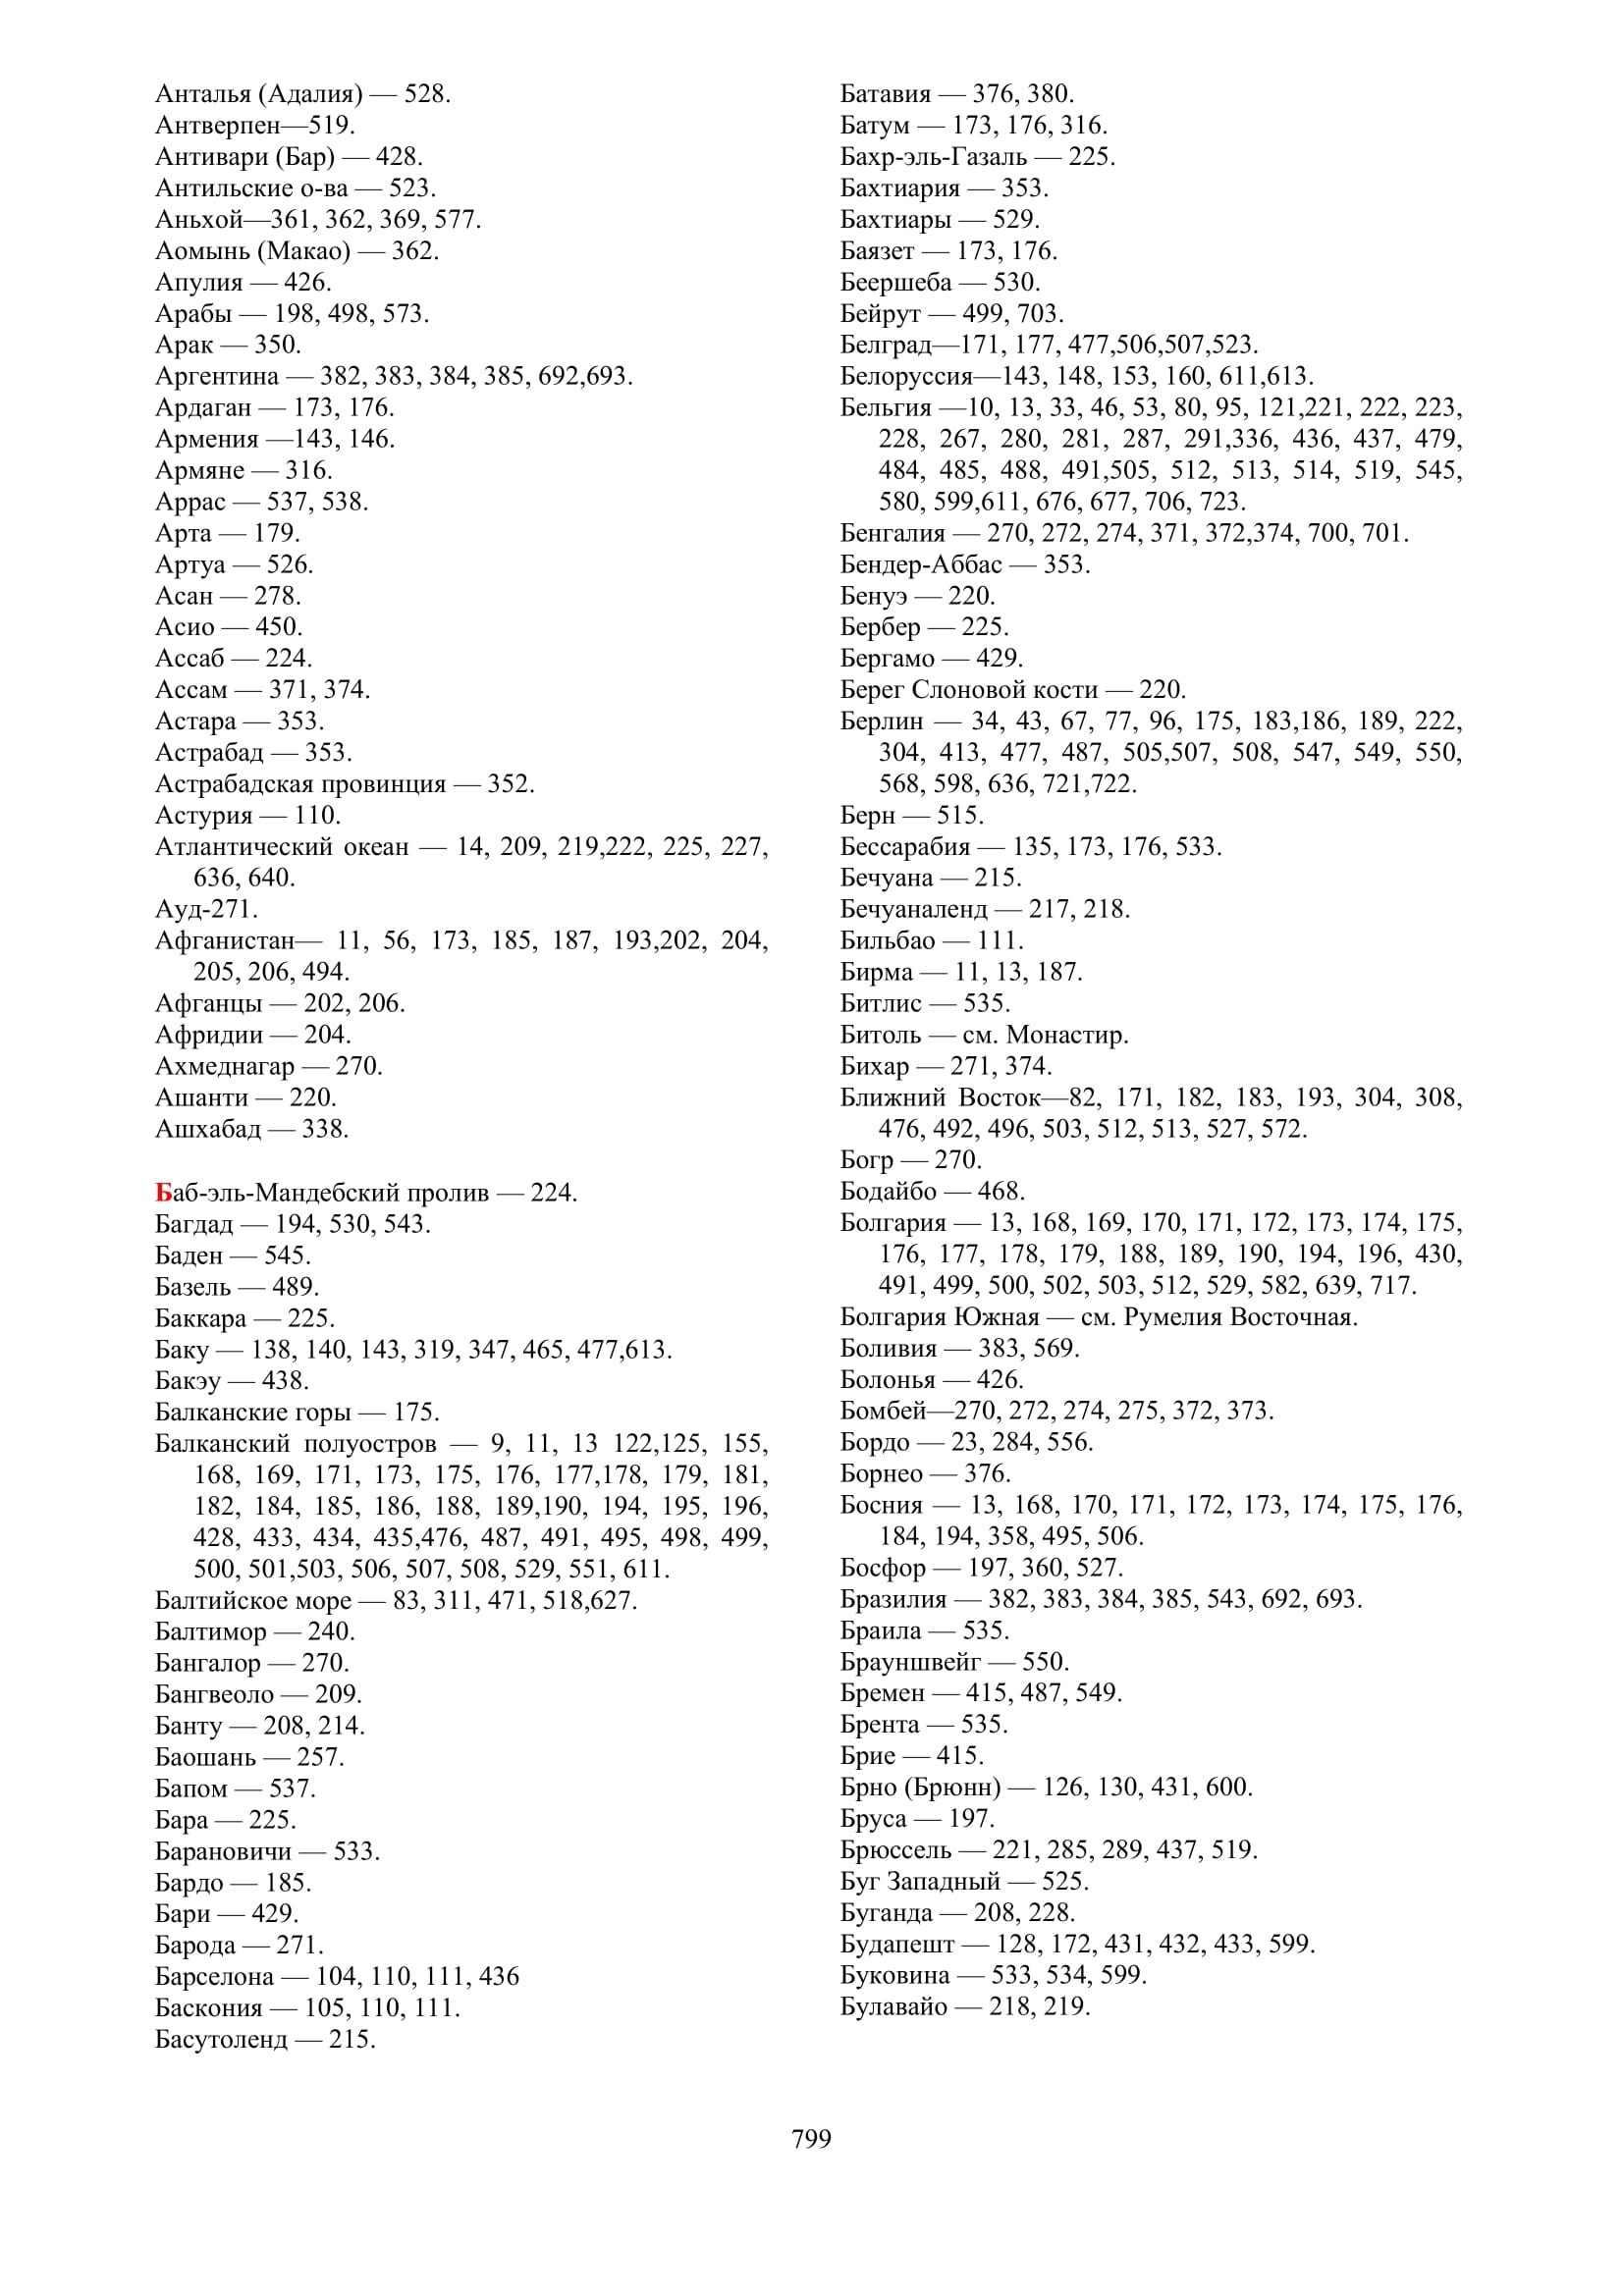 Анталья (Адалия) — 528.
Антверпен—519.
Антивари (Бар) — 428.
Антильские о-ва — 523.
Аньхой—361, 362, 369, 577.
Аомынь (Макао) — 362.
Апулия — 426.
Арабы — 198, 498, 573.
Арак — 350.
Аргентина — 382, 383, 384, 385, 692,693.
Ардаган — 173, 176.
Армения —143, 146.
Армяне — 316.
Аррас — 537, 538.
Арта — 179.
Артуа — 526.
Асан — 278.
Асио — 450.
Ассаб — 224.
Ассам — 371, 374.
Астара — 353.
Астрабад — 353.
Астрабадская провинция — 352.
Астурия — 110.
Атлантический океан — 14, 209, 219,222, 225, 227,
636, 640.
Ауд-271.
Афганистан— 11, 56, 173, 185, 187, 193,202, 204,
205, 206, 494.
Афганцы — 202, 206.
Афридии — 204.
Ахмеднагар — 270.
Ашанти — 220.
Ашхабад — 338.
Баб-эль-Мандебский пролив — 224.
Багдад — 194, 530, 543.
Баден — 545.
Базель — 489.
Баккара — 225.
Баку — 138, 140, 143, 319, 347, 465, 477,613.
Бакэу — 438.
Балканские горы — 175.
Балканский полуостров — 9, 11, 13 122,125, 155,
168, 169, 171, 173, 175, 176, 177,178, 179, 181,
182, 184, 185, 186, 188, 189,190, 194, 195, 196,
428, 433, 434, 435,476, 487, 491, 495, 498, 499,
500, 501,503, 506, 507, 508, 529, 551, 611.
Балтийское море — 83, 311, 471, 518,627.
Балтимор — 240.
Бангалор — 270.
Бангвеоло — 209.
Банту — 208, 214.
Баошань — 257.
Бапом — 537.
Бара — 225.
Барановичи — 533.
Бардо — 185.
Бари — 429.
Барода — 271.
Барселона — 104, 110, 111, 436
Баскония — 105, 110, 111.
Басутоленд — 215.
Батавия — 376, 380.
Батум — 173, 176, 316.
Бахр-эль-Газаль — 225.
Бахтиария — 353.
Бахтиары — 529.
Баязет — 173, 176.
Беершеба — 530.
Бейрут — 499, 703.
Белград—171, 177, 477,506,507,523.
Белоруссия—143, 148, 153, 160, 611,613.
Бельгия —10, 13, 33, 46, 53, 80, 95, 121,221, 222, 223,
228, 267, 280, 281, 287, 291,336, 436, 437, 479,
484, 485, 488, 491,505, 512, 513, 514, 519, 545,
580, 599,611, 676, 677, 706, 723.
Бенгалия — 270, 272, 274, 371, 372,374, 700, 701.
Бендер-Аббас — 353.
Бенуэ — 220.
Бербер — 225.
Бергамо — 429.
Берег Слоновой кости — 220.
Берлин — 34, 43, 67, 77, 96, 175, 183,186, 189, 222,
304, 413, 477, 487, 505,507, 508, 547, 549, 550,
568, 598, 636, 721,722.
Берн — 515.
Бессарабия — 135, 173, 176, 533.
Бечуана — 215.
Бечуаналенд — 217, 218.
Бильбао — 111.
Бирма — 11, 13, 187.
Битлис — 535.
Битоль — см. Монастир.
Бихар — 271, 374.
Ближний Восток—82, 171, 182, 183, 193, 304, 308,
476, 492, 496, 503, 512, 513, 527, 572.
Богр — 270.
Бодайбо — 468.
Болгария — 13, 168, 169, 170, 171, 172, 173, 174, 175,
176, 177, 178, 179, 188, 189, 190, 194, 196, 430,
491, 499, 500, 502, 503, 512, 529, 582, 639, 717.
Болгария Южная — см. Румелия Восточная.
Боливия — 383, 569.
Болонья — 426.
Бомбей—270, 272, 274, 275, 372, 373.
Бордо — 23, 284, 556.
Борнео — 376.
Босния — 13, 168, 170, 171, 172, 173, 174, 175, 176,
184, 194, 358, 495, 506.
Босфор — 197, 360, 527.
Бразилия — 382, 383, 384, 385, 543, 692, 693.
Браила — 535.
Брауншвейг — 550.
Бремен — 415, 487, 549.
Брента — 535.
Брие — 415.
Брно (Брюнн) — 126, 130, 431, 600.
Бруса — 197.
Брюссель — 221, 285, 289, 437, 519.
Буг Западный — 525.
Буганда — 208, 228.
Будапешт — 128, 172, 431, 432, 433, 599.
Буковина — 533, 534, 599.
Булавайо — 218, 219.
799